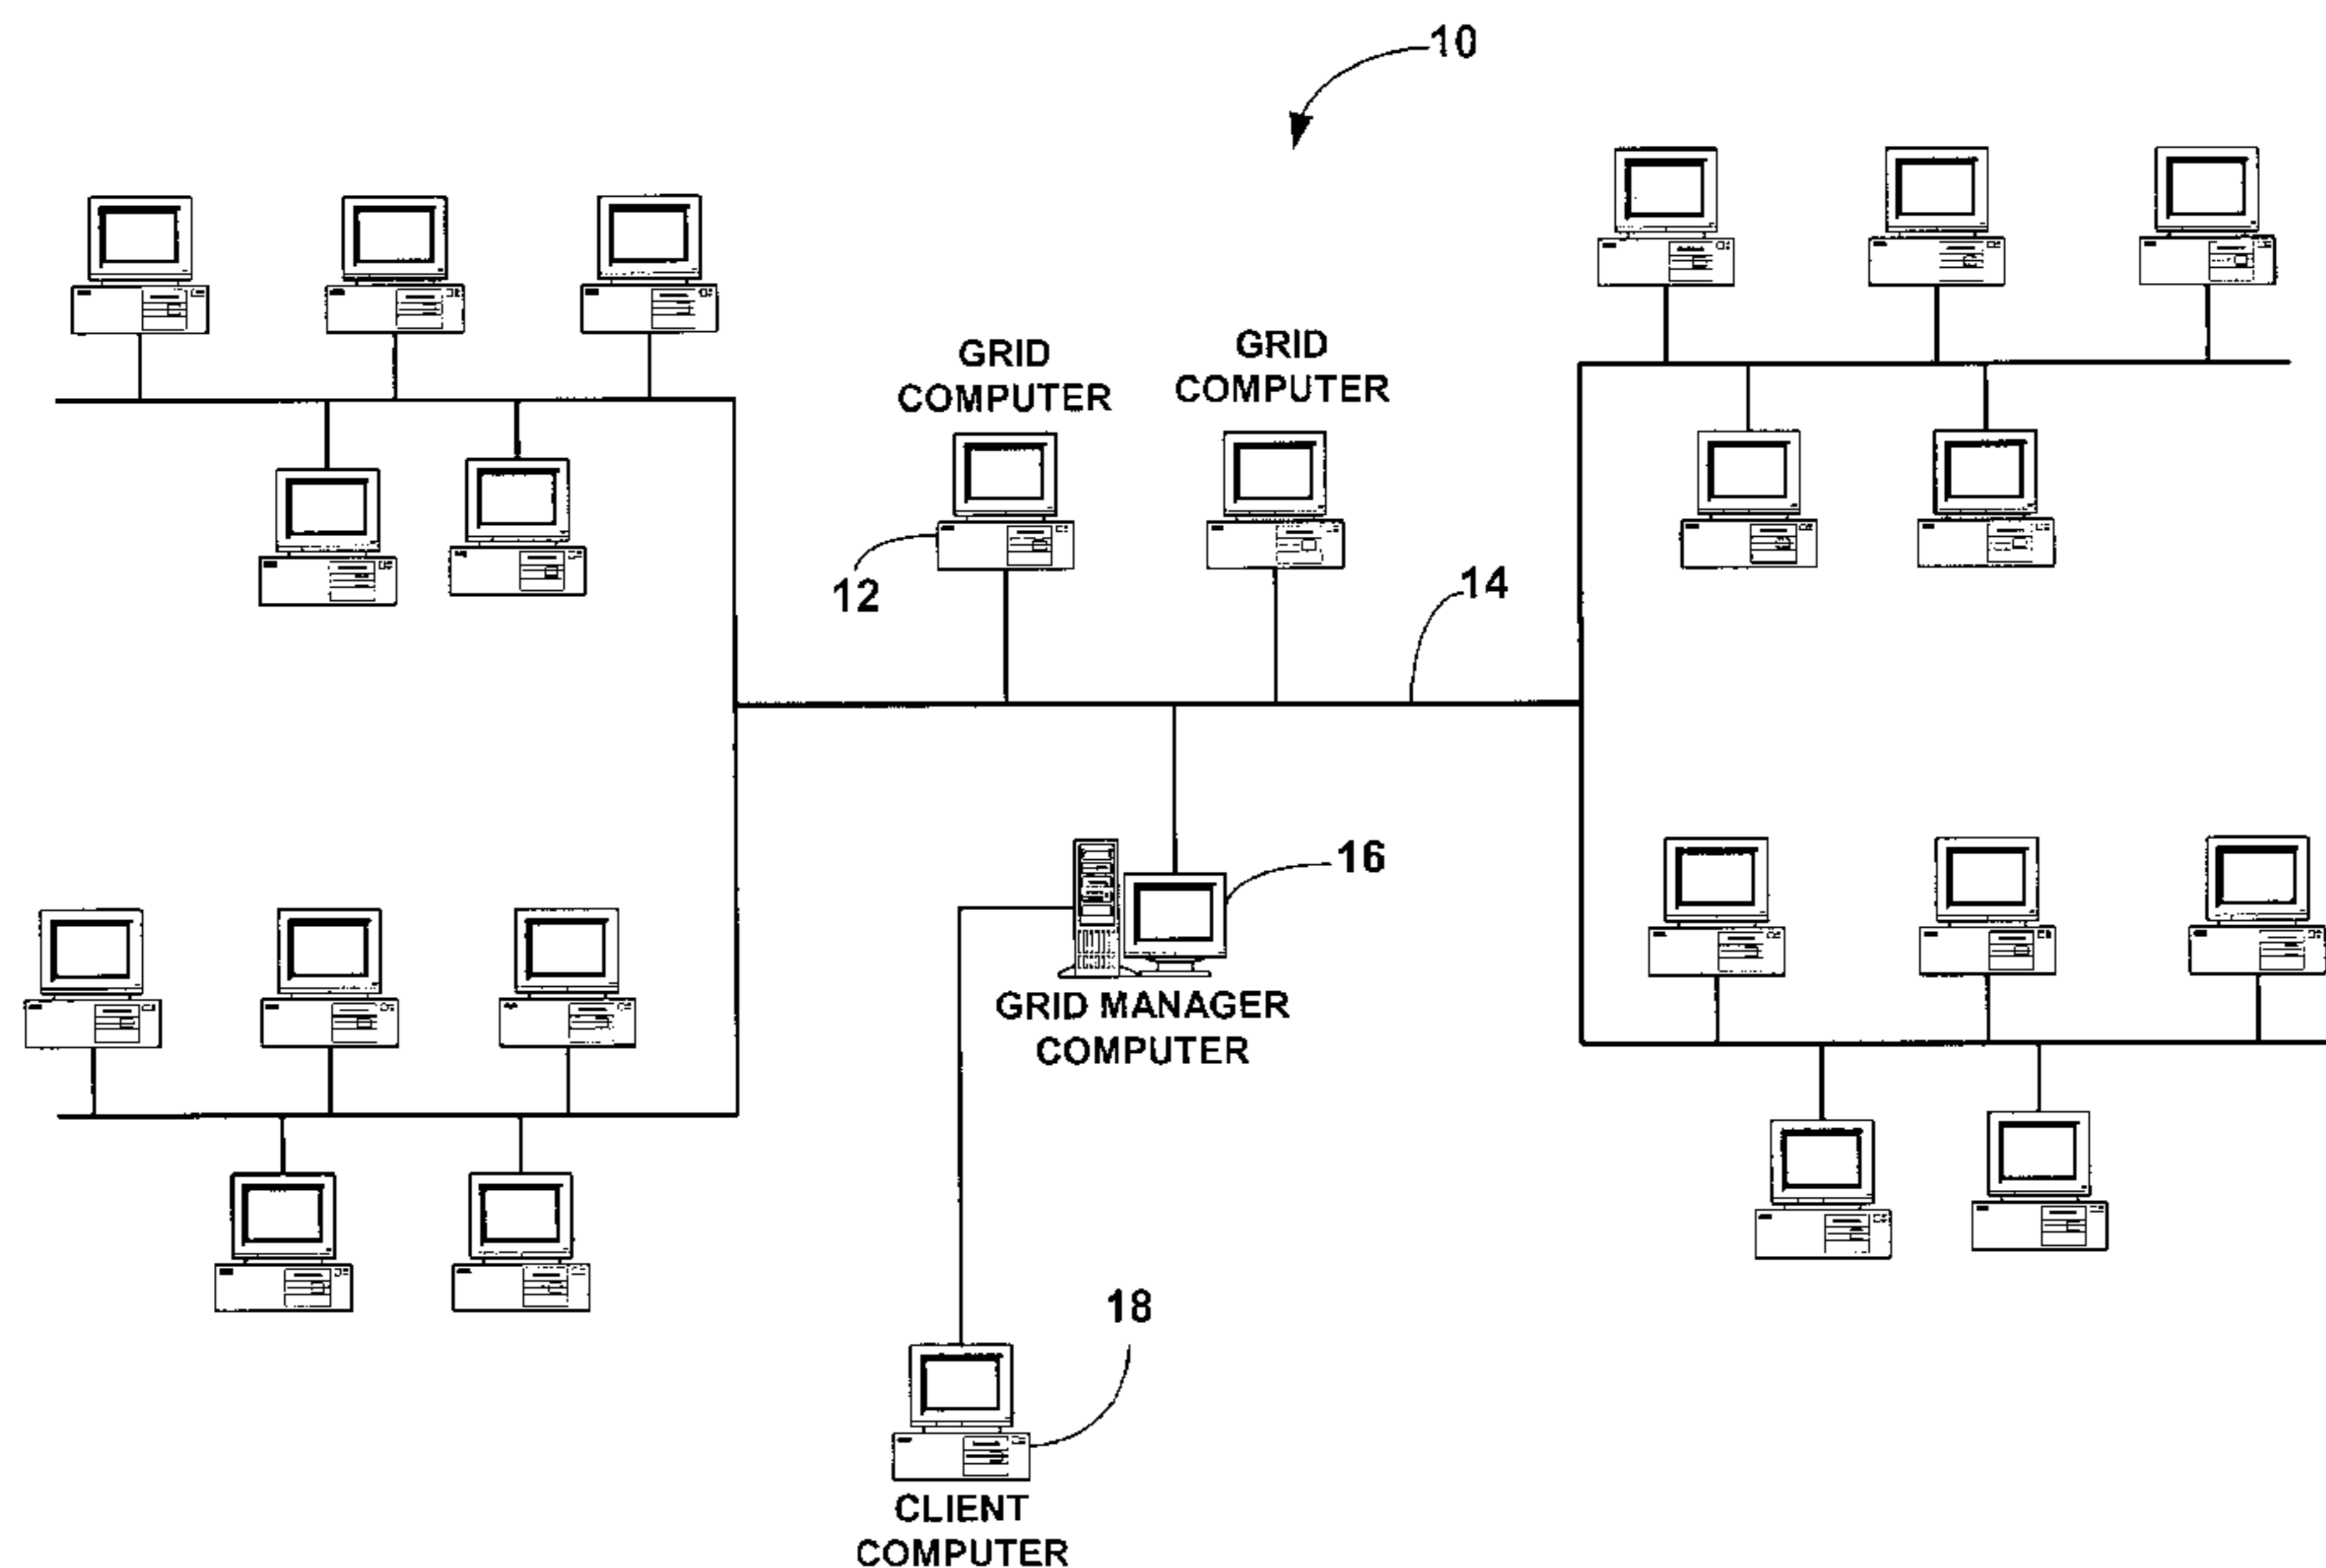 10
GRID
COMPUTER
GRID
COMPUTER
12
14
16
GRID MANAGER
COMPUTER
18
CLIENT
COMPUTER